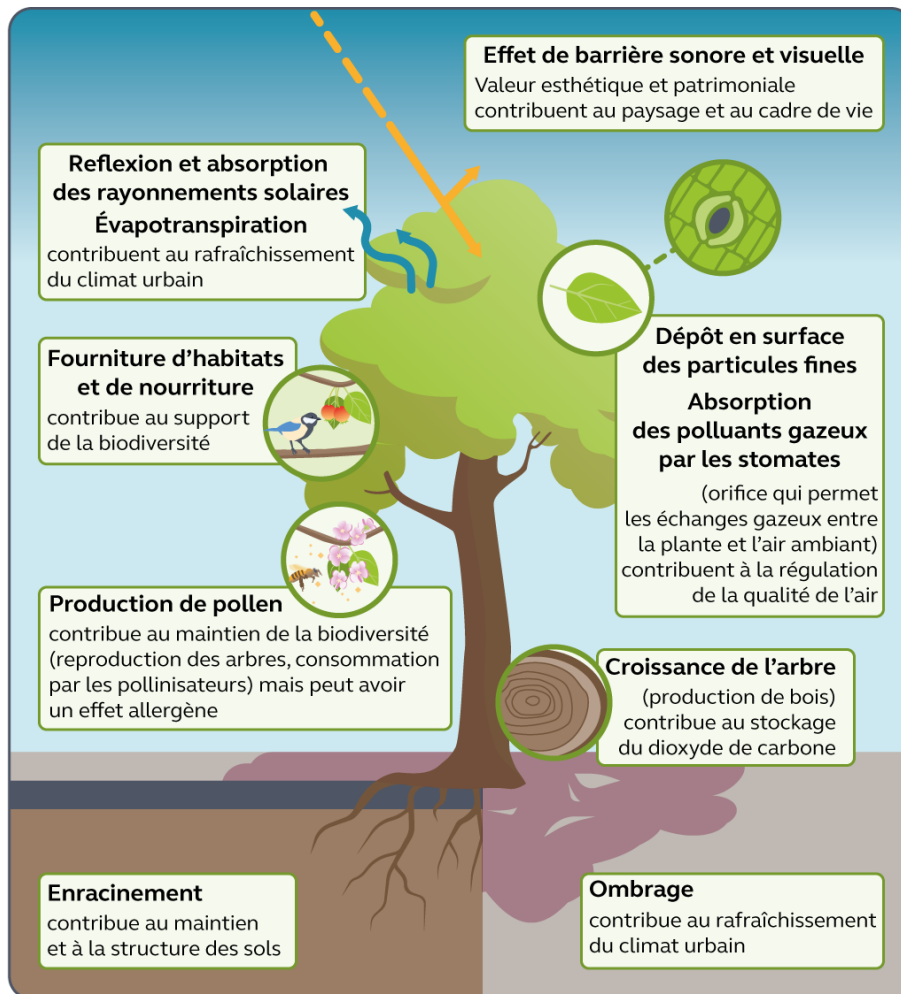 Effet de barrière sonore et visuelle
Valeur esthétique et patrimoniale
contribuent au paysage et au cadre de vie
Reflexion et absorption
des rayonnements solaires
Évapotranspiration
contribuent au rafraîchissement
du climat urbain
Fourniture d’habitats
et de nourriture
contribue au support
de la biodiversité
Dépôt en surface
des particules fines
Absorption
des polluants gazeux
par les stomates
(orifice qui permet
les échanges gazeux entre
la plante et l’air ambiant)
contribuent à la régulation
de la qualité de l’air
Production de pollen
contribue au maintien de la biodiversité
(reproduction des arbres, consommation
par les pollinisateurs) mais peut avoir
un effet allergène
Croissance de l’arbre
(production de bois)
contribue au stockage
du dioxyde de carbone
Enracinement
contribue au maintien
et à la structure des sols
Ombrage
contribue au rafraîchissement
du climat urbain